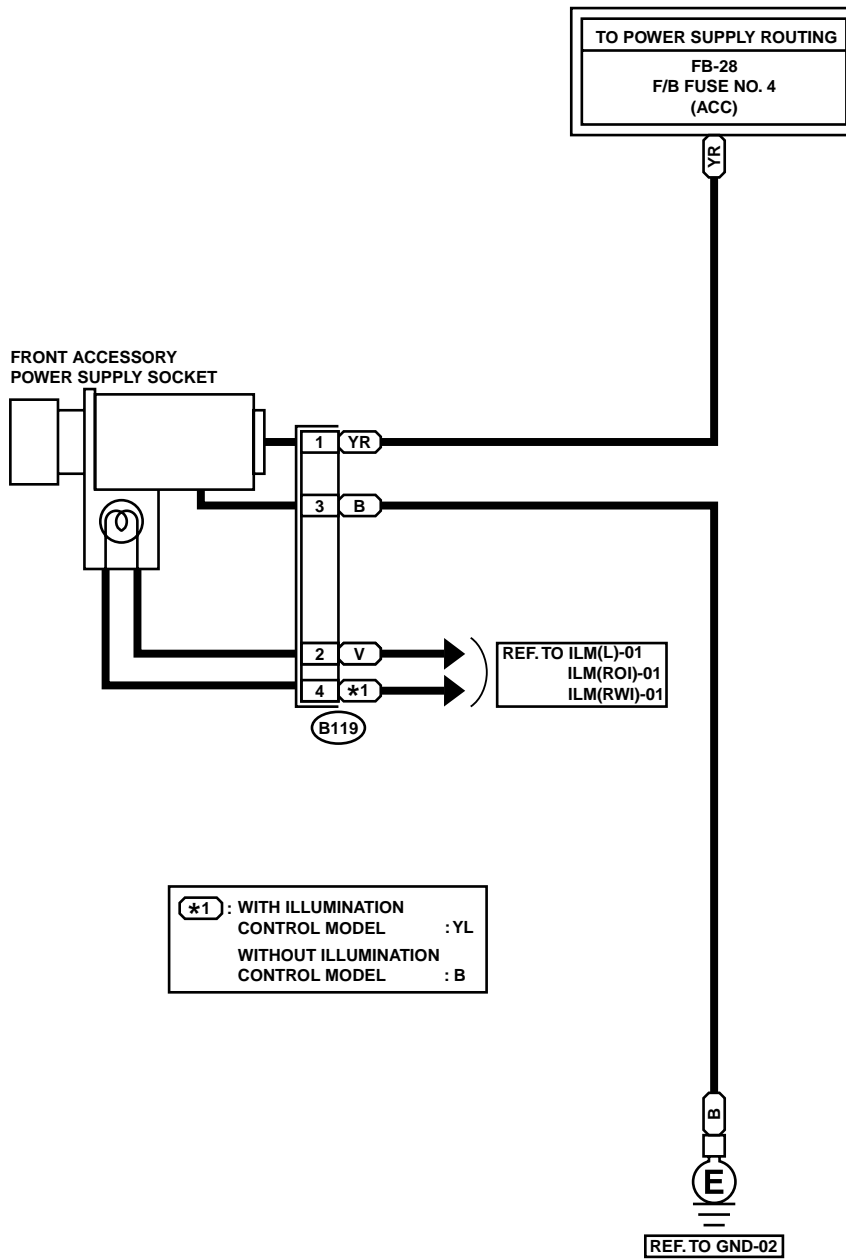 TO POWER SUPPLY ROUTING
FB-28
F/B FUSE NO. 4
(ACC)
YR
FRONT ACCESSORY
POWER SUPPLY SOCKET
1 YR
3 B
2 V
4 *1
B119
REF. TO ILM(L)-01
ILM(ROI)-01
ILM(RWI)-01
*1 : WITH ILLUMINATION
CONTROL MODEL : YL
WITHOUT ILLUMINATION
CONTROL MODEL : B
B
E
REF. TO GND-02